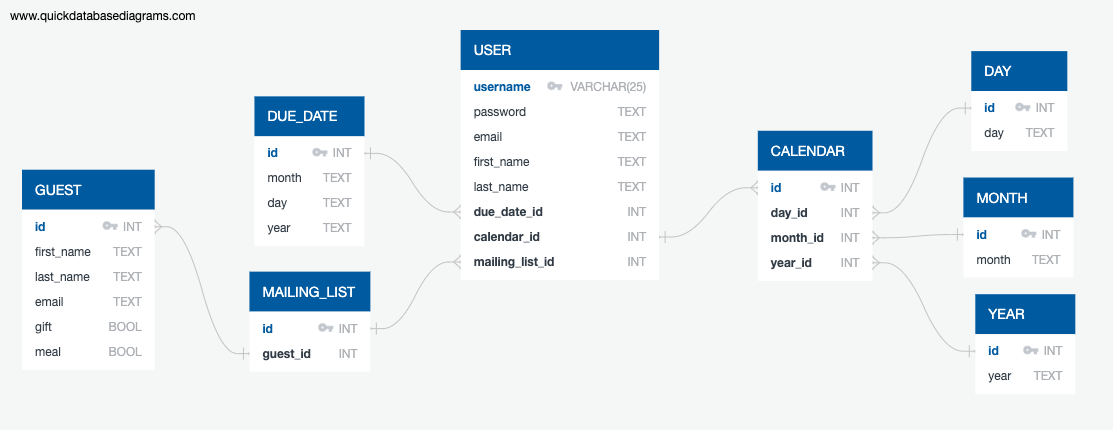 www.quickdatabasediagrams.com
GUEST
id INT
first_name TEXT
last_name TEXT
email TEXT
gift BOOL
meal BOOL
DUE_DATE
id INT
month TEXT
day TEXT
year TEXT
MAILING_LIST
id INT
guest_id INT
USER
username VARCHAR(25)
password TEXT
email TEXT
first_name TEXT
last_name TEXT
due_date_id INT
calendar_id INT
mailing_list_id INT
CALENDAR
id INT
day_id INT
month_id INT
year_id INT
DAY
id INT
day TEXT
MONTH
id INT
month TEXT
YEAR
id INT
year TEXT